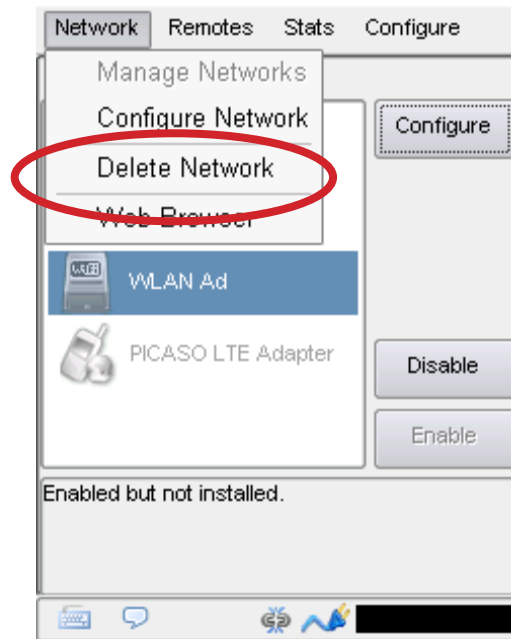 Network Remotes Stats Configure
Manage Networks
Configure Network
Delete Network
Web Browser
Configure
WLAN Ad
PICASO LTE Adapter
Disable
Enable
Enabled but not installed.